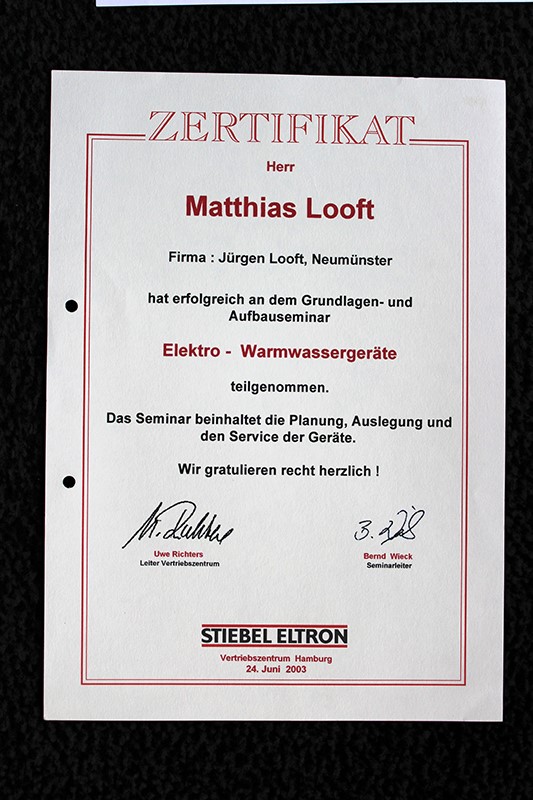 ZERTIFIKAT
Herr
Matthias Looft
Firma : Jürgen Looft, Neumünster
hat erfolgreich an dem Grundlagen- und
Aufbauseminar
Elektro - Warmwassergeräte
teilgenommen.
Das Seminar beinhaltet die Planung, Auslegung und
den Service der Geräte.
Wir gratulieren recht herzlich !
Uwe Richters
Leiter Vertriebszentrum
Bernd Wieck
Seminarleiter
STIEBEL ELTRON
Vertriebszentrum Hamburg
24. Juni 2003